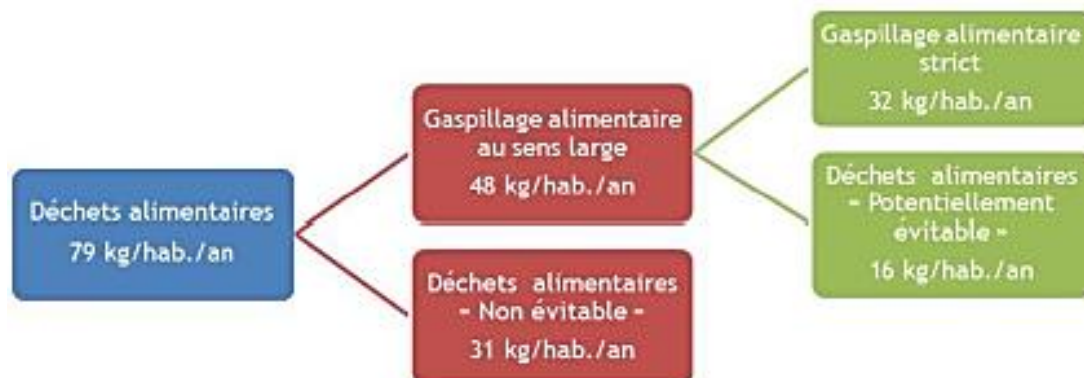 Déchets alimentaires
79 kg/hab./an
Gaspillage alimentaire
au sens large
48 kg/hab./an
Déchets alimentaires
- Non évitable -
31 kg/hab./an
Gaspillage alimentaire
strict
32 kg/hab./an
Déchets alimentaires
- Potentiellement
évitable -
16 kg/hab./an